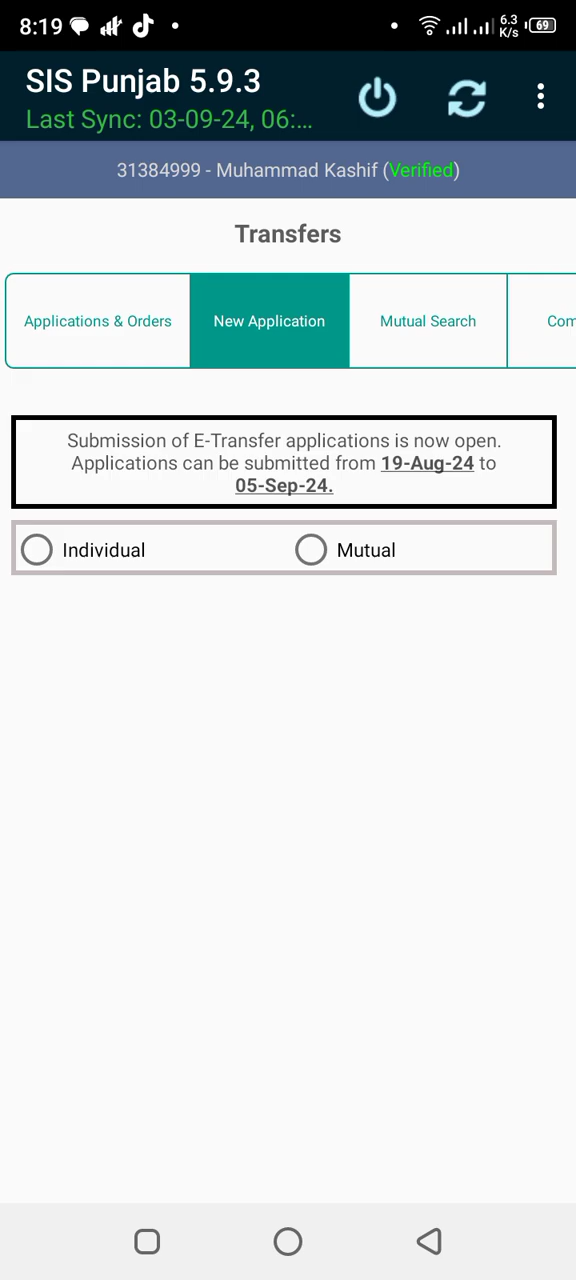 8:19
6.3
K/s
69
SIS Punjab 5.9.3
Last Sync: 03-09-24, 06:...
31384999 - Muhammad Kashif (Verified)
Transfers
Applications & Orders
New Application
Mutual Search
Com
Submission of E-Transfer applications is now open.
Applications can be submitted from 19-Aug-24 to
05-Sep-24.
Individual
Mutual